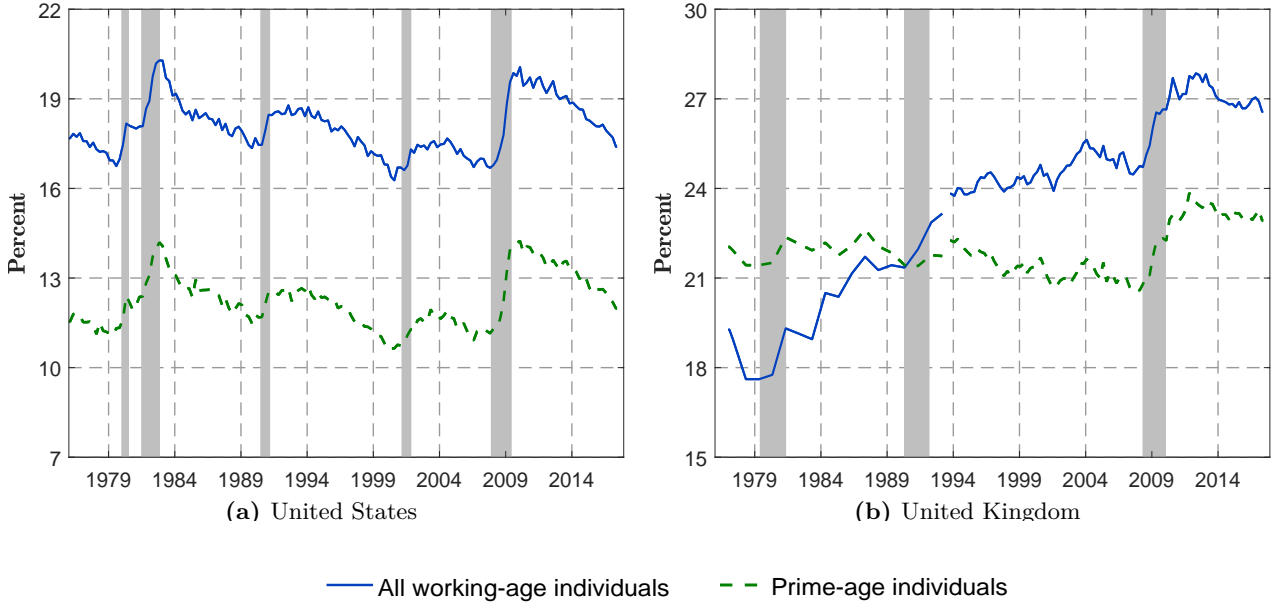 22
19
16
13
10
7
Percent
1979 1984 1989 1994 1999 2004 2009 2014
(a) United States
30
27
24
21
18
15
Percent
1979 1984 1989 1994 1999 2004 2009 2014
(b) United Kingdom
All working-age individuals
Prime-age individuals